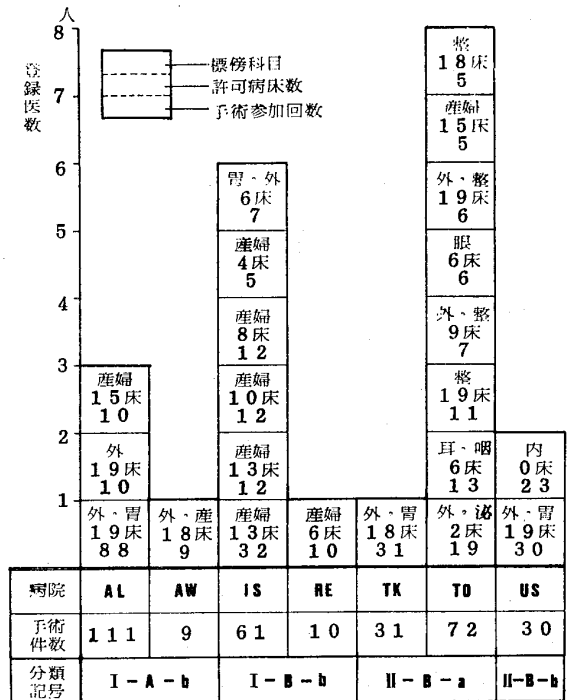 人
8
7
6
5
4
3
2
1
登録医数
標傍科目
許可病床数
手術参加回数
産婦
15床
10
外
19床
10
外・胃
19床
88
外・産
18床
9
胃・外
6床
7
産婦
4床
5
産婦
8床
12
産婦
10床
12
産婦
13床
12
産婦
13床
32
産婦
6床
10
外・胃
18床
31
整
18床
5
産婦
15床
5
外・整
19床
6
眼
6床
6
外・整
9床
7
整
19床
11
耳・咽
6床
13
外・泌
2床
19
内
0床
23
外・胃
19床
30
病院 AL AW IS RE TK TO US
手術件数 111 9 61 10 31 72 30
分類記号 I-A-b I-B-b II-B-a II-B-b